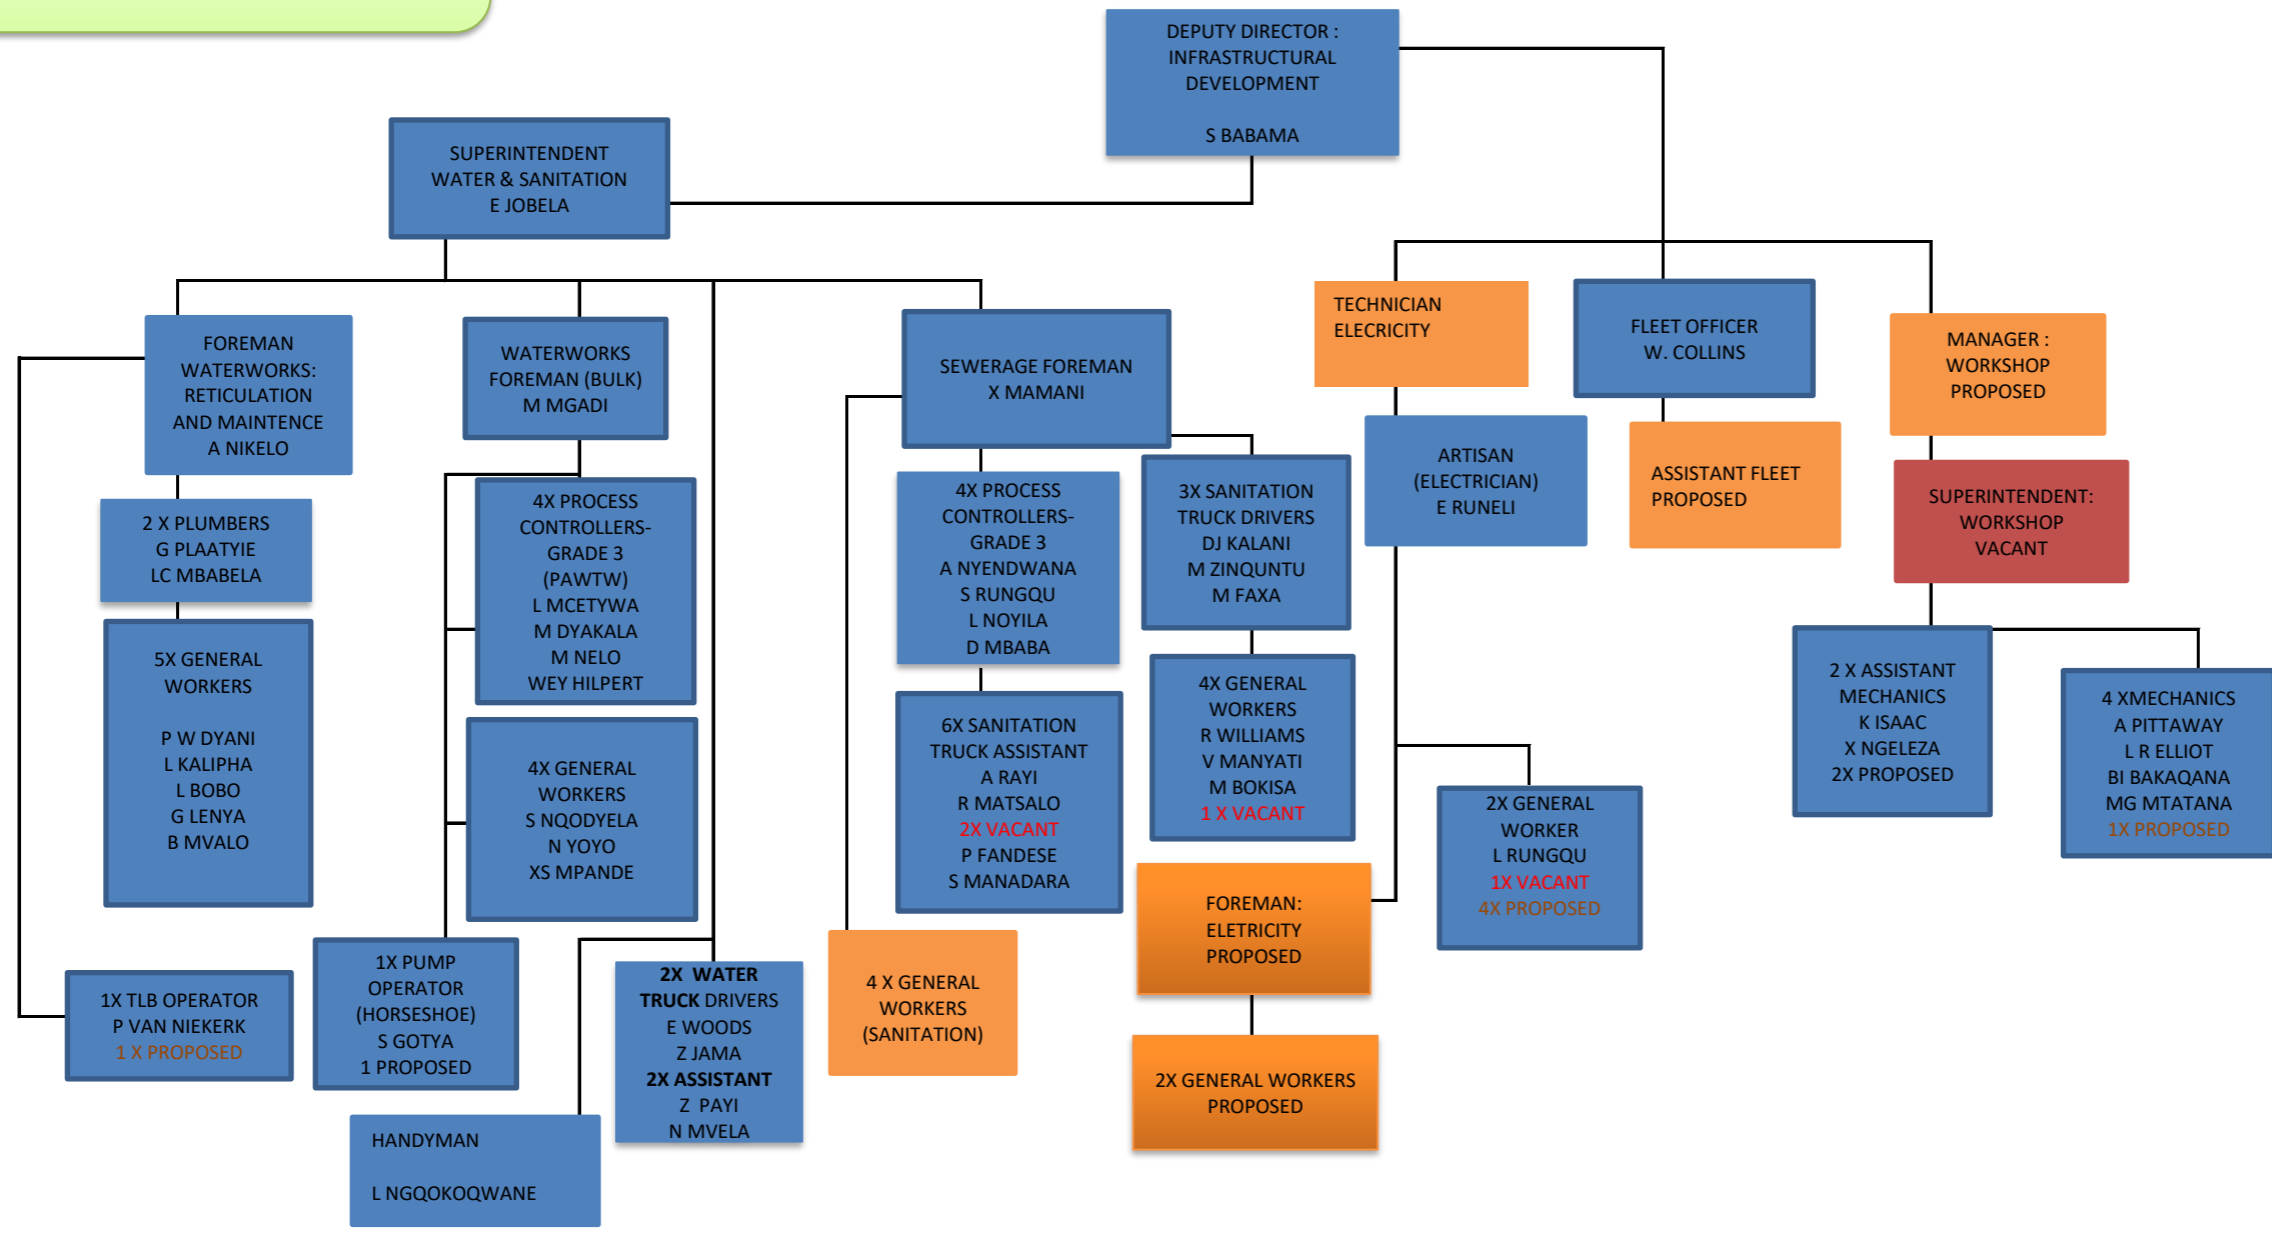 DEPUTY DIRECTOR :
INFRASTRUCTURAL
DEVELOPMENT
S BABAMA
SUPERINTENDENT
WATER & SANITATION
E JOBELA
FOREMAN
WATERWORKS:
RETICULATION
AND MAINTENCE
A NIKELO
WATERWORKS
FOREMAN (BULK)
M MGADI
SEWERAGE FOREMAN
X MAMANI
TECHNICIAN
ELECRICITY
FLEET OFFICER
W. COLLINS
MANAGER :
WORKSHOP
PROPOSED
2 X PLUMBERS
G PLAATYIE
LC MBABELA
4X PROCESS
CONTROLLERS-
GRADE 3
(PAWTW)
L MCETYWA
M DYAKALA
M NELO
WEY HILPERT
4X PROCESS
CONTROLLERS-
GRADE 3
A NYENDWANA
S RUNGQU
L NOYILA
D MBABA
3X SANITATION
TRUCK DRIVERS
DJ KALANI
M ZINQUNTU
M FAXA
ARTISAN
(ELECTRICIAN)
E RUNELI
ASSISTANT FLEET
PROPOSED
SUPERINTENDENT:
WORKSHOP
VACANT
5X GENERAL
WORKERS
P W DYANI
L KALIPHA
L BOBO
G LENYA
B MVALO
4X GENERAL
WORKERS
S NQODYELA
N YOYO
XS MPANDE
6X SANITATION
TRUCK ASSISTANT
A RAYI
R MATSALO
2X VACANT
P FANDESE
S MANADARA
4X GENERAL
WORKERS
R WILLIAMS
V MANYATI
M BOKISA
1 X VACANT
2X GENERAL
WORKER
L RUNGQU
1X VACANT
4X PROPOSED
2 X ASSISTANT
MECHANICS
K ISAAC
X NGELEZA
2X PROPOSED
4 XMECHANICS
A PITTAWAY
L R ELLIOT
BI BAKAQANA
MG MTATANA
1X PROPOSED
1X TLB OPERATOR
P VAN NIEKERK
1 X PROPOSED
1X PUMP
OPERATOR
(HORSESHOE)
S GOTYA
1 PROPOSED
2X WATER
TRUCK DRIVERS
E WOODS
Z JAMA
2X ASSISTANT
Z PAYI
N MVELA
4 X GENERAL
WORKERS
(SANITATION)
FOREMAN:
ELETRICITY
PROPOSED
2X GENERAL WORKERS
PROPOSED
HANDYMAN
L NGQOKOQWANE